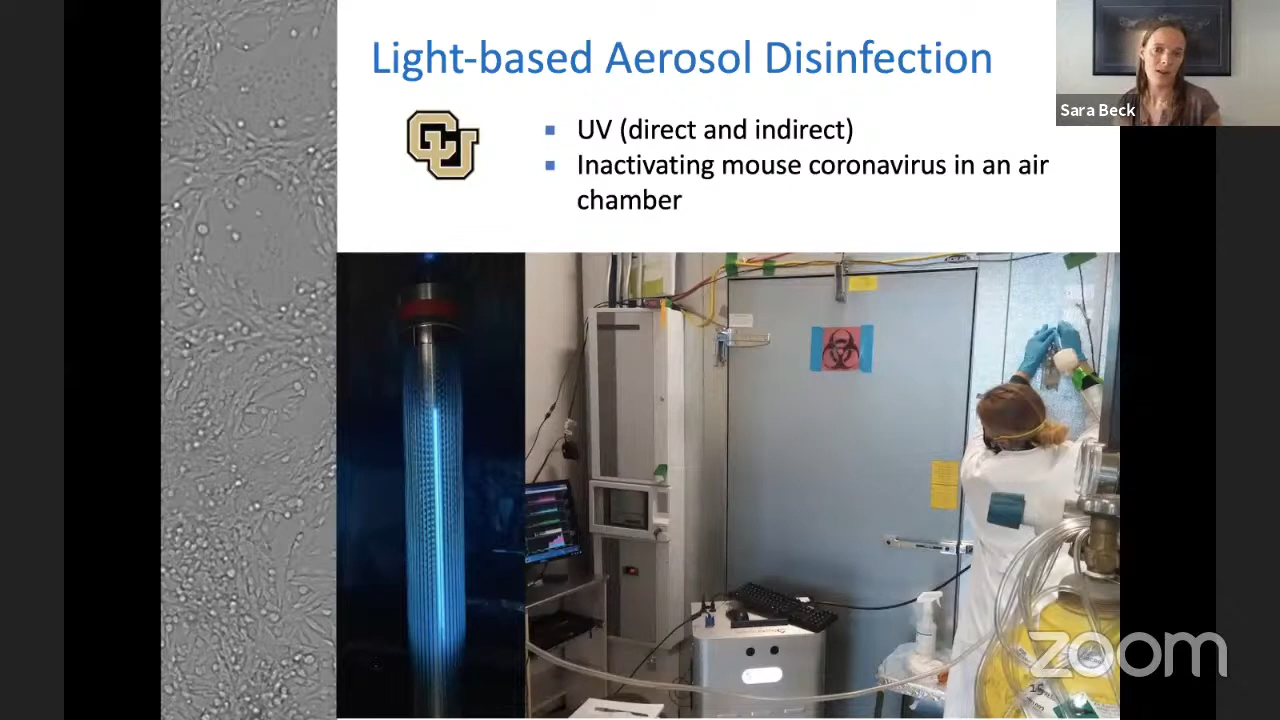 Light-based Aerosol Disinfection
CU
UV (direct and indirect)
Inactivating mouse coronavirus in an air
chamber
Sara Beck
zoom